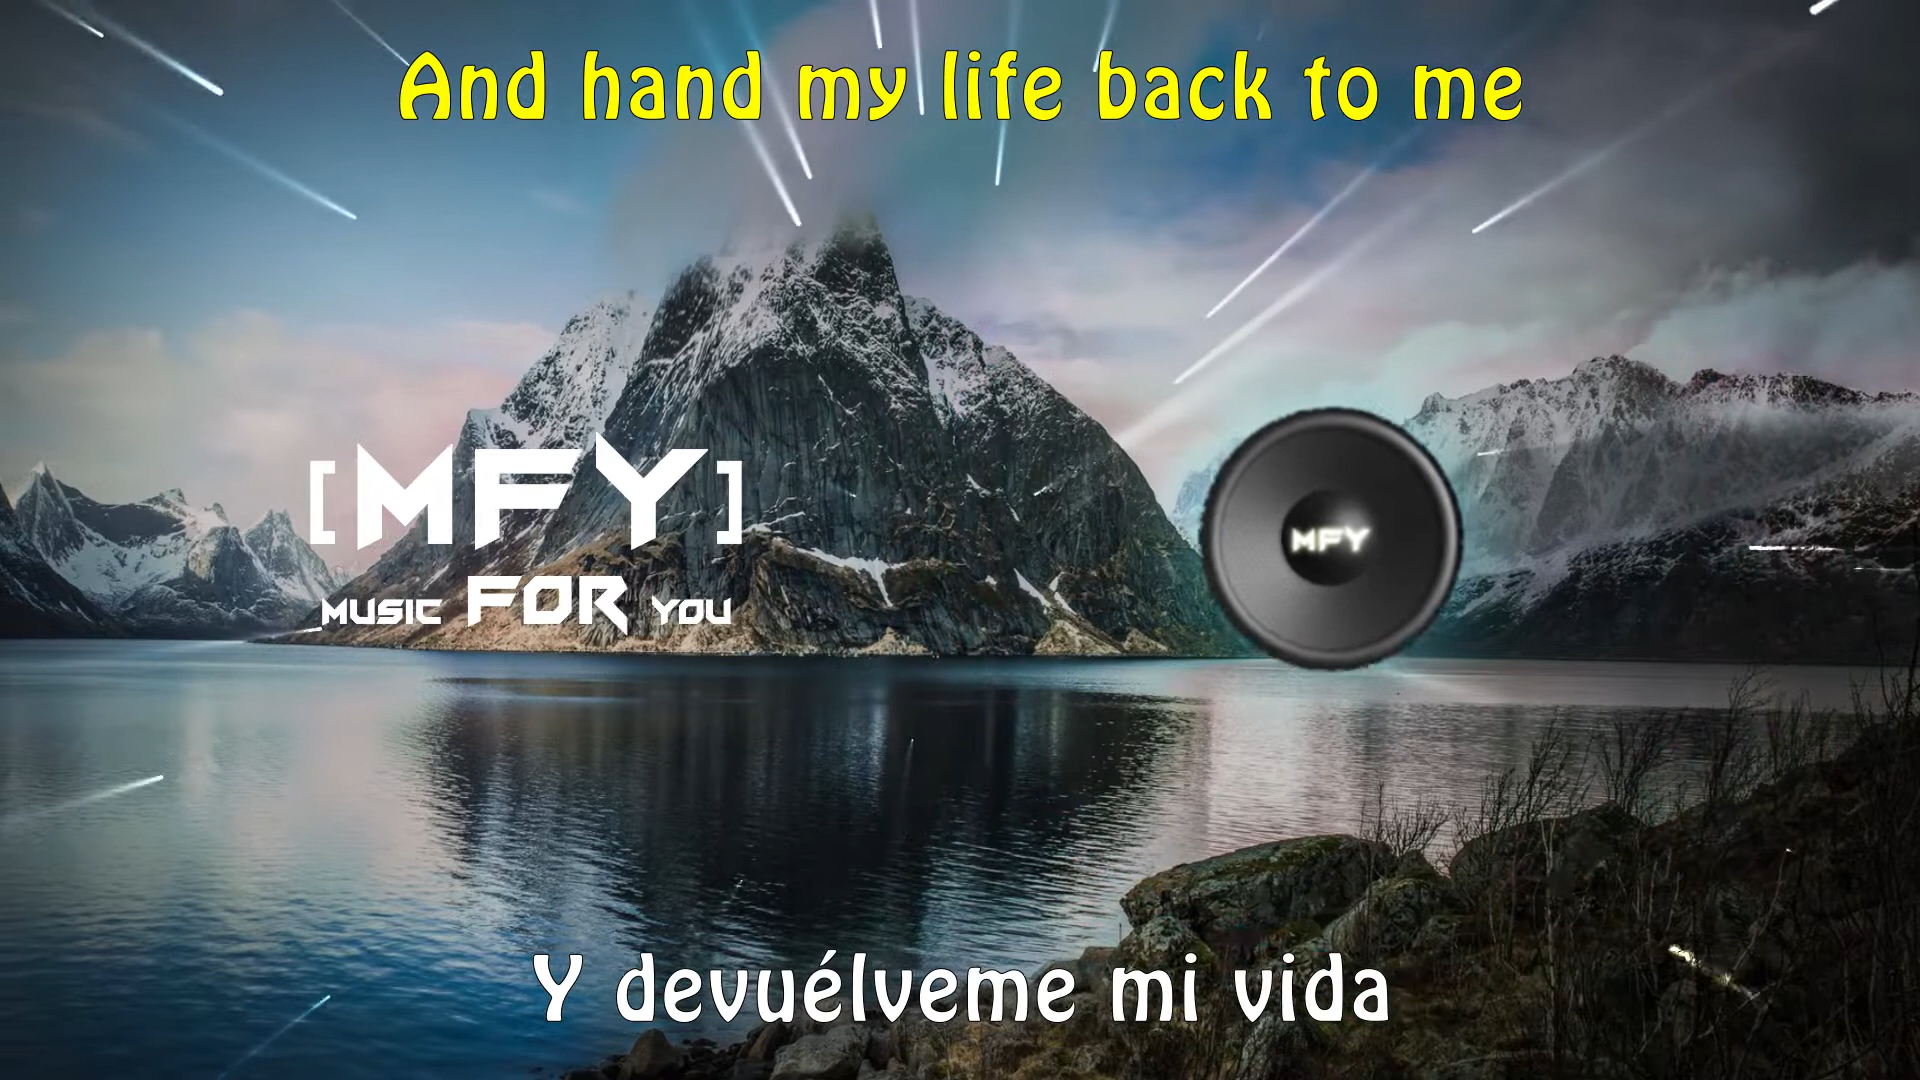 And hand my life back to me
[MFY]
MUSIC FOR YOU
MFY
Y devuélveme mi vida